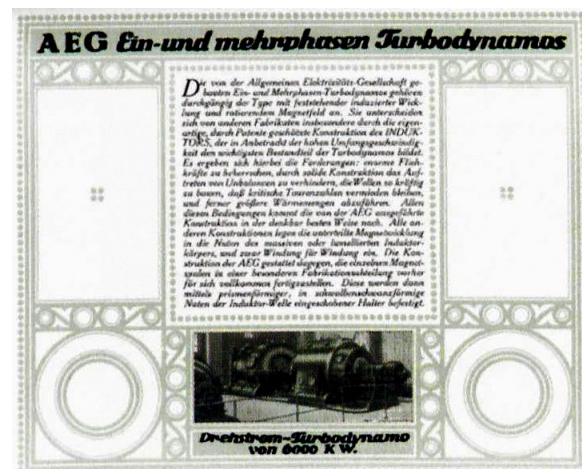 AEG Ein- und mehrphasen Turbodynamos
Die von der Allgemeinen Elektrizitäts-Gesellschaft ge-
bauten Ein- und Mehrphasen-Turbodynamos gehören
durchgängig der Type mit feststehender induzierter Wick-
lung und rotierendem Magnetfeld an. Sie unterscheiden
sich von anderen Fabrikaten insbesondere durch die eigen-
artige, durch Patente geschützte Konstruktion des INDUK-
TORS, der in Anbetracht der hohen Umfangsgeschwindig-
keit den wichtigsten Bestandteil der Turbodynamos bildet.
Es ergeben sich hierbei die Forderungen: enorme Flieh-
kräfte zu beherrschen, durch solide Konstruktion das Auf-
treten von Unbalancen zu verhindern, die Wellen so kräftig
zu bauen, daß kritische Tourenzahlen vermieden bleiben,
und ferner größere Wärmemengen abzuführen. Allen
diesen Bedingungen kommt die von der AEG ausgeführte
Konstruktion in der denkbar besten Weise nach. Alle an-
deren Konstruktionen legen die unterteilte Magnetwicklung
in die Nuten des massiven oder lamellierten Induktor-
körpers, und zwar Windung für Windung ein. Die Kon-
struktion der AEG gestattet dagegen, die einzelnen Magnet-
spulen in einer besonderen Fabrikationsabteilung vorher
für sich vollkommen fertigzustellen. Diese werden dann
mittels prismenförmiger, in schwalbenschwanzförmige
Nuten der Induktor-Welle eingeschobener Halter befestigt.
Drehstrom-Turbodynamo
von 6000 KW.